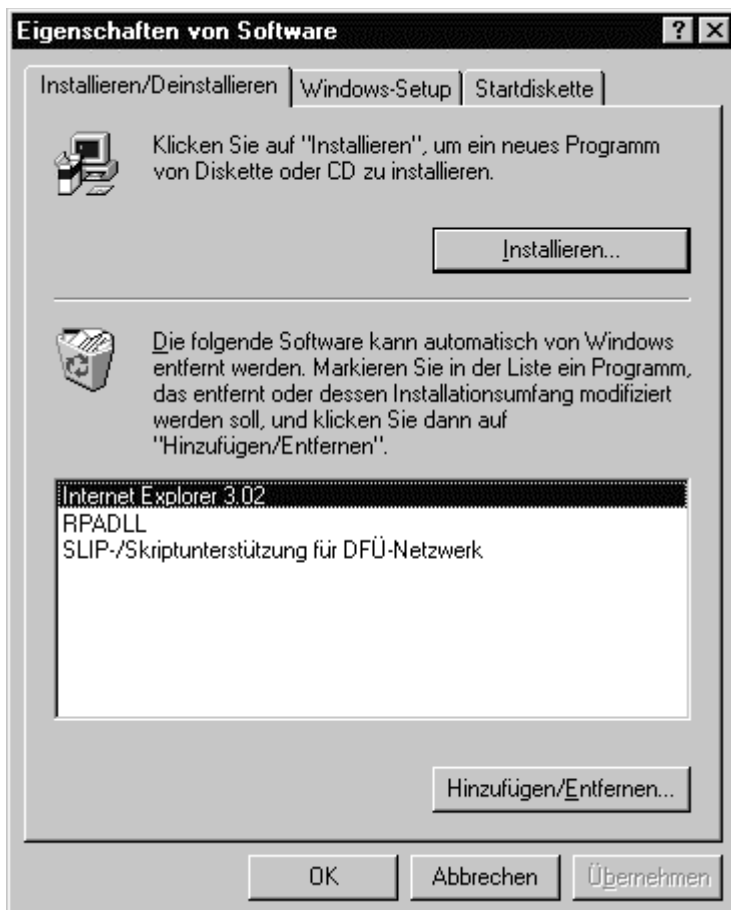 Eigenschaften von Software
Installieren/Deinstallieren
Windows-Setup
Startdiskette
Klicken Sie auf "Installieren", um ein neues Programm
von Diskette oder CD zu installieren.
Installieren...
Die folgende Software kann automatisch von Windows
entfernt werden. Markieren Sie in der Liste ein Programm,
das entfernt oder dessen Installationsumfang modifiziert
werden soll, und klicken Sie dann auf
"Hinzufügen/Entfernen".
Internet Explorer 3.02
RPADLL
SLIP-/Skriptunterstützung für DFÜ-Netzwerk
Hinzufügen/Entfernen...
OK
Abbrechen
Übernehmen